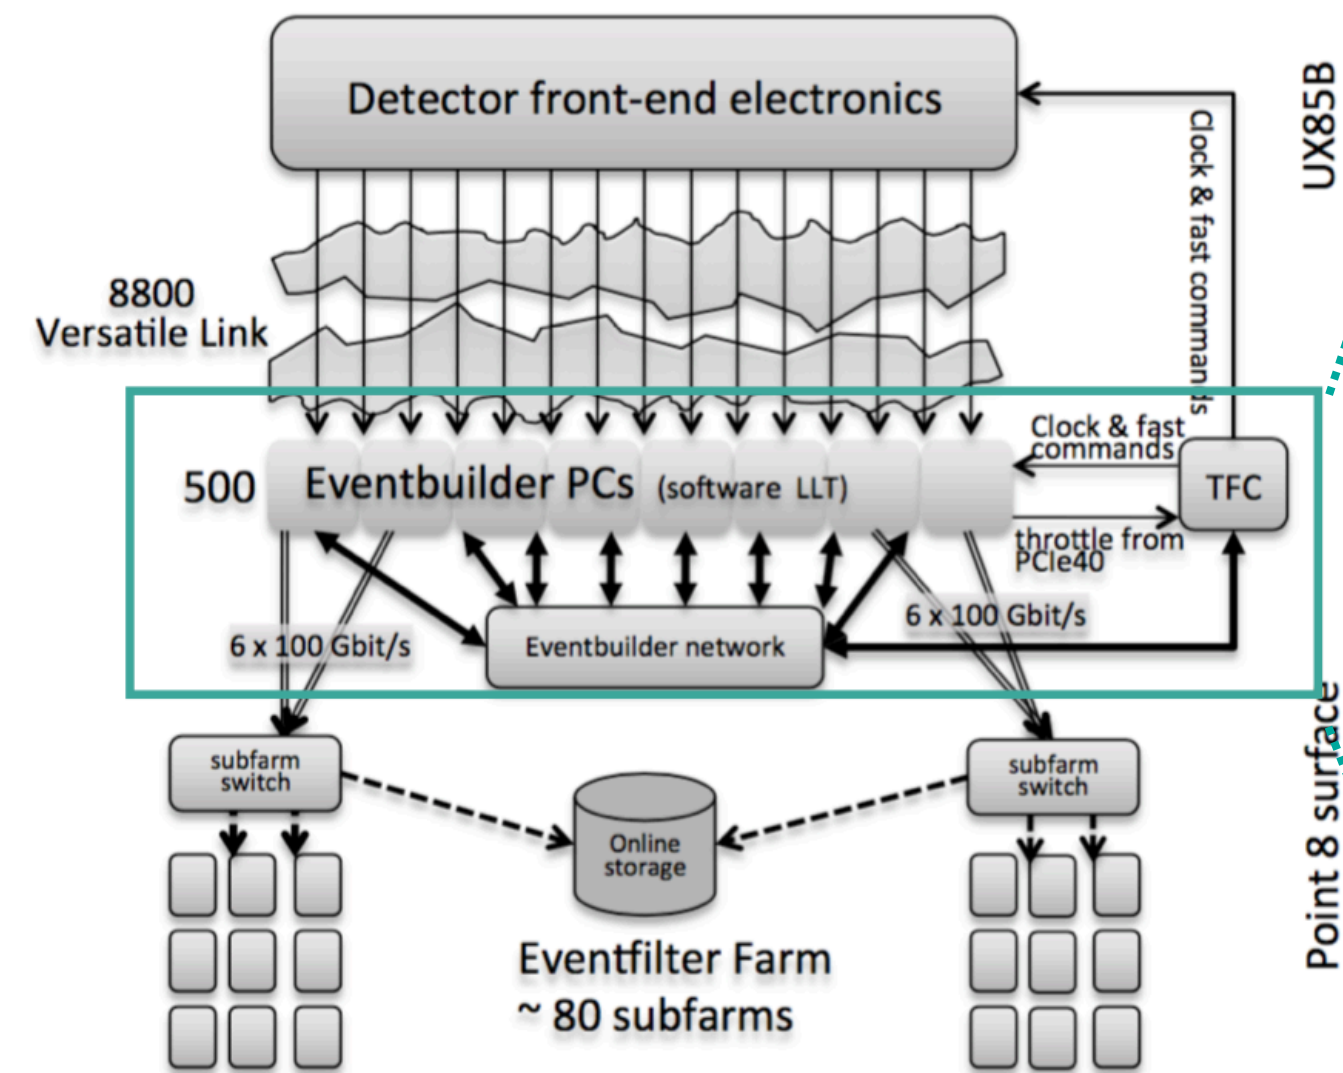 Detector front-end electronics
UX85B
Clock & fast commands
8800
Versatile Link
500
Eventbuilder PCs (software LLT)
Clock & fast
commands
TFC
throttle from
PCIe40
6 x 100 Gbit/s
6 x 100 Gbit/s
Eventbuilder network
Point 8 surface
subfarm
switch
subfarm
switch
Online
storage
Eventfilter Farm
~ 80 subfarms